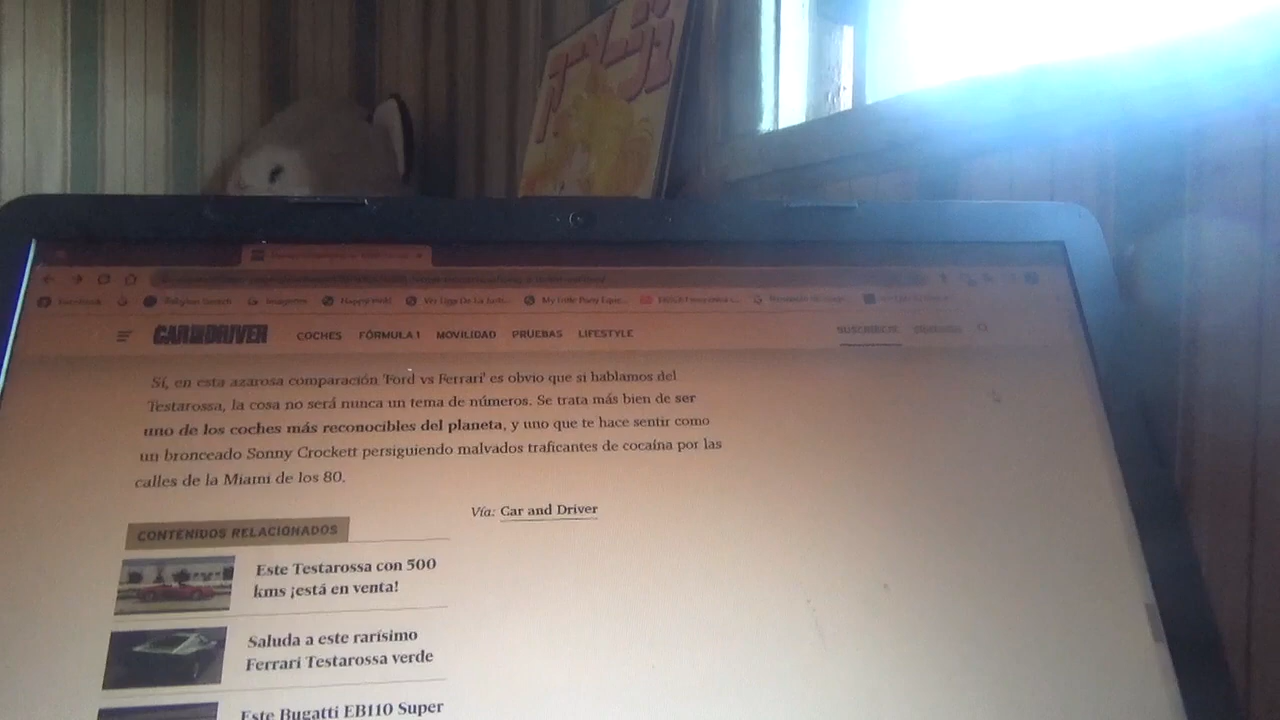 Facebook
Imágenes
CAR AND DRIVER
COCHES FÓRMULA 1 MOVILIDAD PRUEBAS LIFESTYLE
SUSCRÍBETE
Sí, en esta azarosa comparación 'Ford vs Ferrari' es obvio que si hablamos del
Testarossa, la cosa no será nunca un tema de números. Se trata más bien de ser
uno de los coches más reconocibles del planeta, y uno que te hace sentir como
un bronceado Sonny Crockett persiguiendo malvados traficantes de cocaína por las
calles de la Miami de los 80.
Vía: Car and Driver
CONTENIDOS RELACIONADOS
Este Testarossa con 500
kms ¡está en venta!
Saluda a este rarísimo
Ferrari Testarossa verde
Este Bugatti EB110 Super